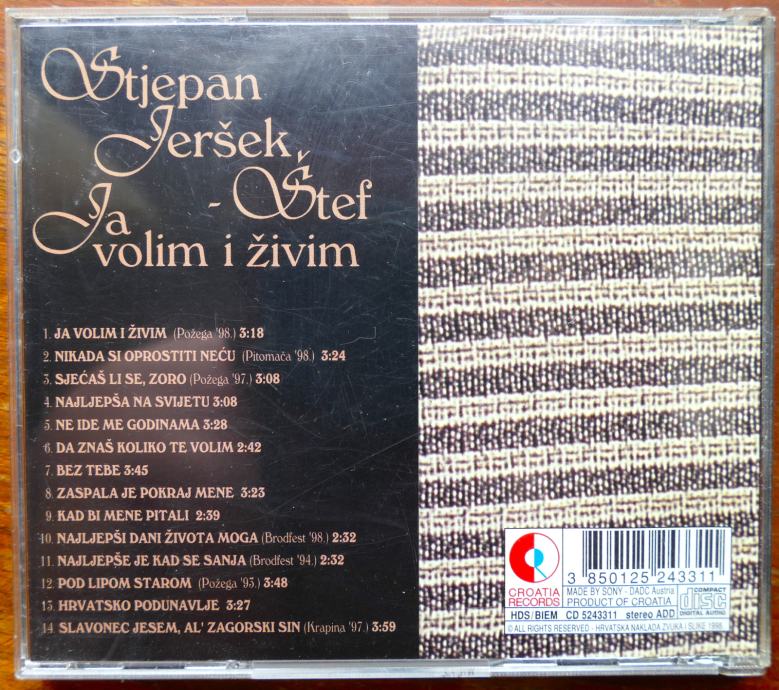 Stjepan
Jeršek,
- Štef
Ja
volim i živim
1. JA VOLIM I ŽIVIM (Požega '98.) 3:18
2. NIKADA SI OPROSTITI NEĆU (Pitomača '98.) 3:24
3. SJEĆAŠ LI SE, ZORO (Požega '97.) 3:08
4. NAJLJEPŠA NA SVIJETU 3:08
5. NE IDE ME GODINAMA 3:28
6. DA ZNAŠ KOLIKO TE VOLIM 2:42
7. BEZ TEBE 3:45
8. ZASPALA JE POKRAJ MENE 3:23
9. KAD BI MENE PITALI 2:39
10. NAJLJEPŠI DANI ŽIVOTA MOGA (Brodfest '98.) 2:32
11. NAJLJEPŠE JE KAD SE SANJA (Brodfest '94.) 2:32
12. POD LIPOM STAROM (Požega '93.) 3:48
13. HRVATSKO PODUNAVLJE 3:27
14. SLAVONEC JESEM, AL' ZAGORSKI SIN (Krapina '97.) 3:59
CROATIA
RECORDS
3 850125 243311
MADE BY SONY - DADC Austria
PRODUCT OF CROATIA
COMPACT
disc
DIGITAL AUDIO
HDS/BIEM CD 5243311 stereo ADD
© ALL RIGHTS RESERVED - HRVATSKA NAKLADA ZVUKA I SLIKE 1998